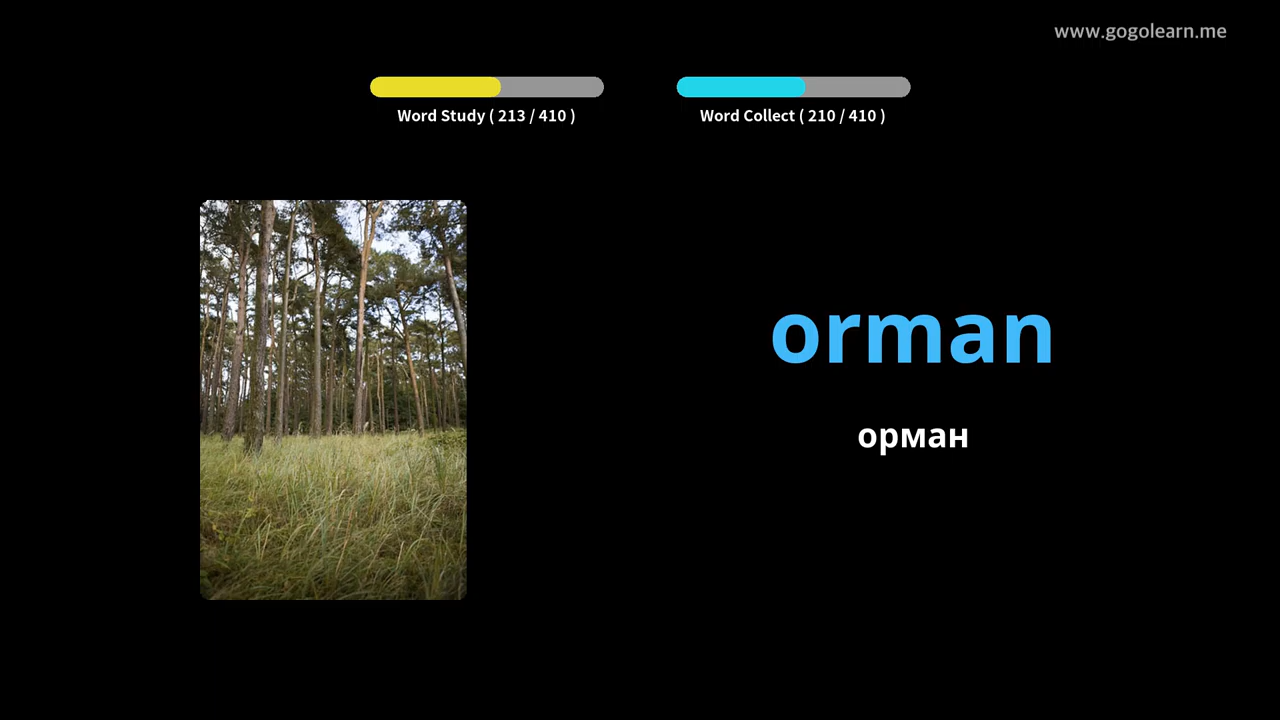 www.gogolearn.me
Word Study ( 213 / 410 )
Word Collect ( 210 / 410 )
orman
орман